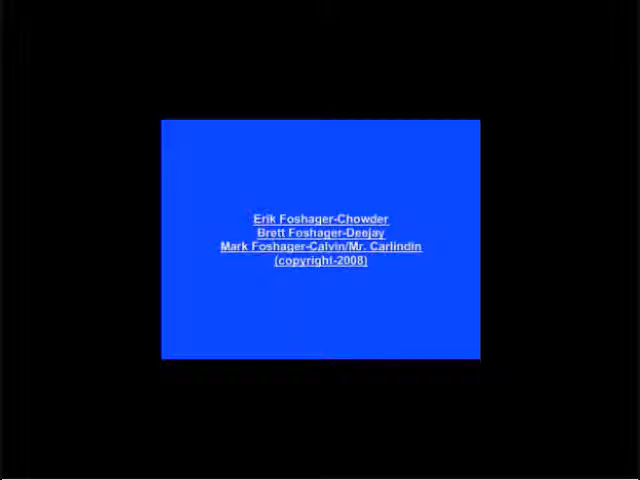 Erik Foshager-Chowder
Brett Foshager-Deejay
Mark Foshager-Calvin/Mr. Carlindin
(copyright-2008)